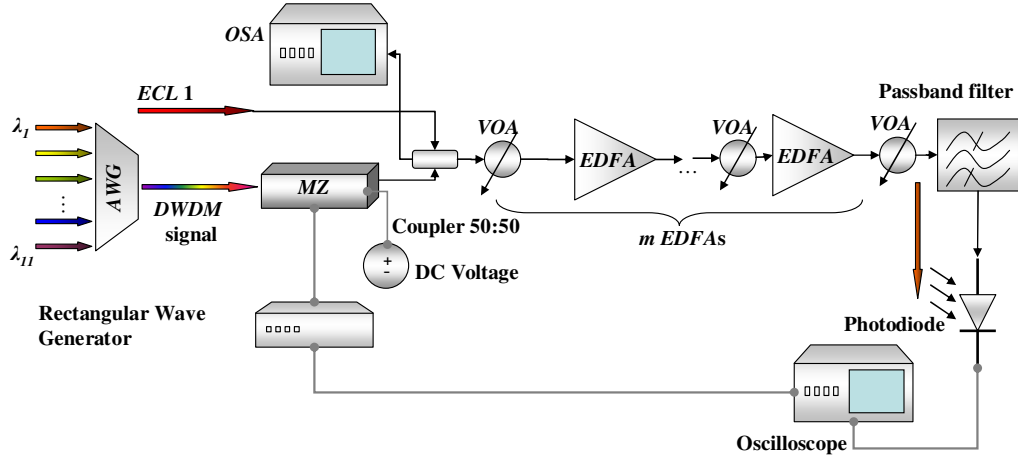 OSA
ECL 1
Passband filter
λ1
VOA
VOA
VOA
EDFA
EDFA
...
AWG
MZ
...
DWDM
signal
Coupler 50:50
m EDFAs
λ11
+
-
DC Voltage
Rectangular Wave
Generator
Photodiode
Oscilloscope